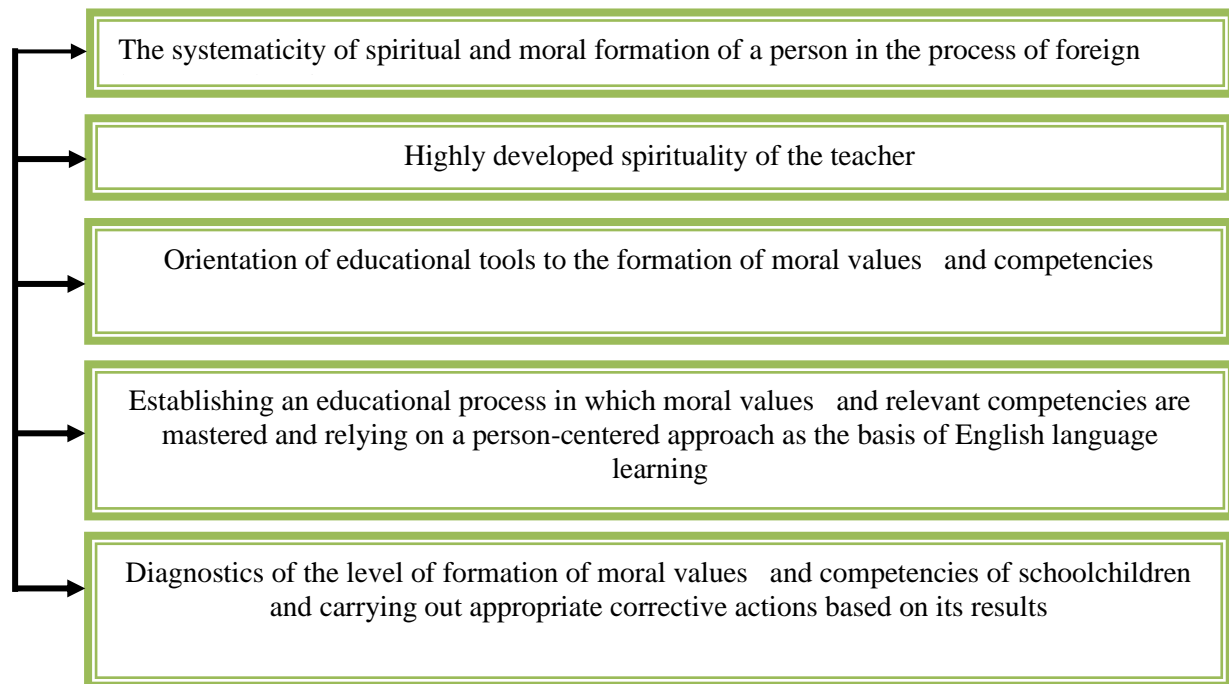 The systematicity of spiritual and moral formation of a person in the process of foreign
Highly developed spirituality of the teacher
Orientation of educational tools to the formation of moral values and competencies
Establishing an educational process in which moral values and relevant competencies are
mastered and relying on a person-centered approach as the basis of English language
learning
Diagnostics of the level of formation of moral values and competencies of schoolchildren
and carrying out appropriate corrective actions based on its results